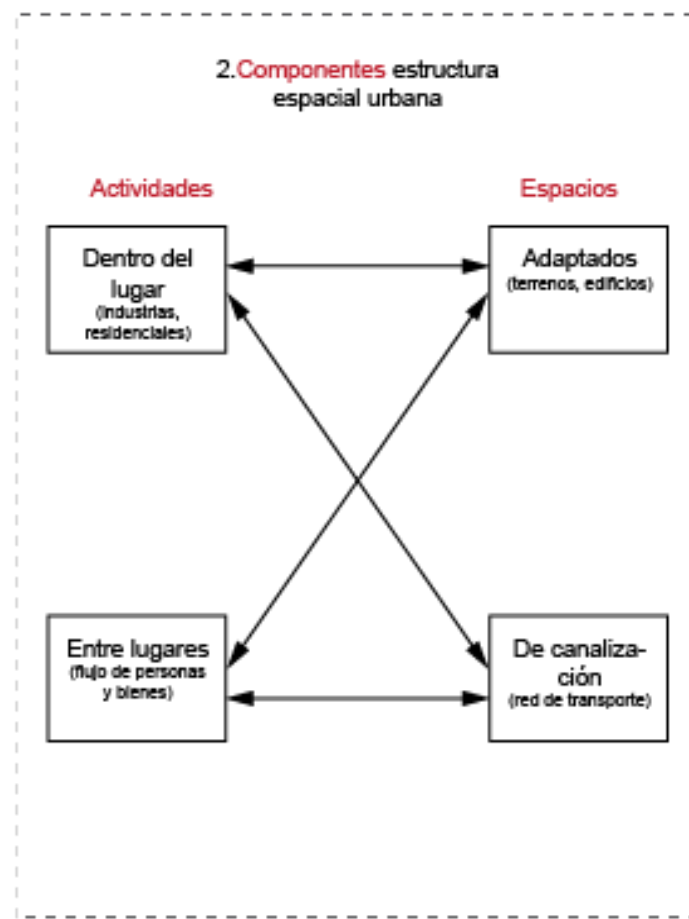 2.Componentes estructura
espacial urbana
Actividades
Espacios
Dentro del
lugar
(industrias,
residenciales)
Adaptados
(terrenos, edificios)
Entre lugares
(flujo de personas
y bienes)
De canaliza-
ción
(red de transporte)